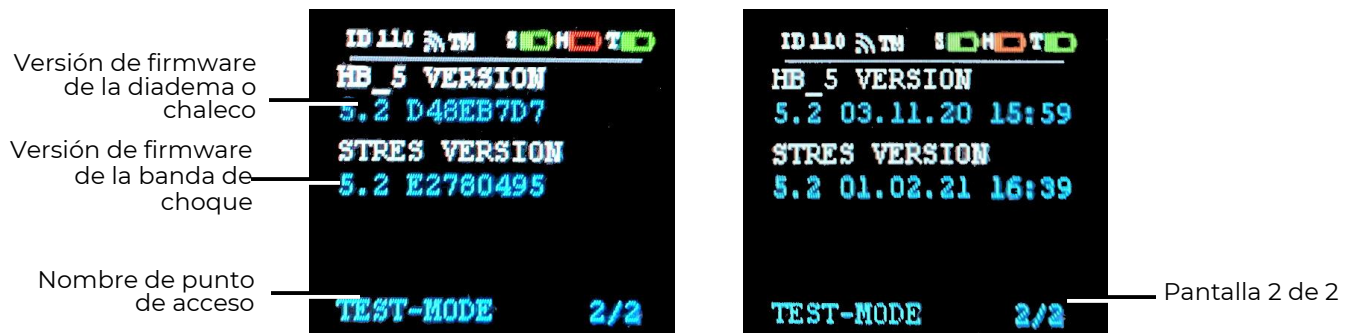 Versión de firmware
de la diadema o
chaleco
Versión de firmware
de la banda de
choque
Nombre de punto
de acceso
ID 110 TM S H T
HB_5 VERSION
5.2 D48EB7D7
STRES VERSION
5.2 E2780495
TEST-MODE 2/2
ID 110 TM S H T
HB_5 VERSION
5.2 03.11.20 15:59
STRES VERSION
5.2 01.02.21 16:39
TEST-MODE 2/2
Pantalla 2 de 2